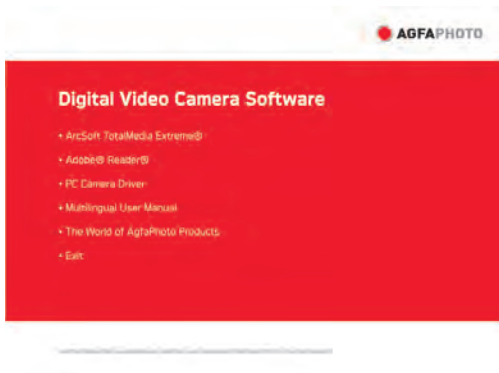 AGFAPHOTO
Digital Video Camera Software
• ArcSoft TotalMedia Extreme®
• Adobe® Reader®
• PC Camera Driver
• Multilingual User Manual
• The World of AgfaPhoto Products
• Exit